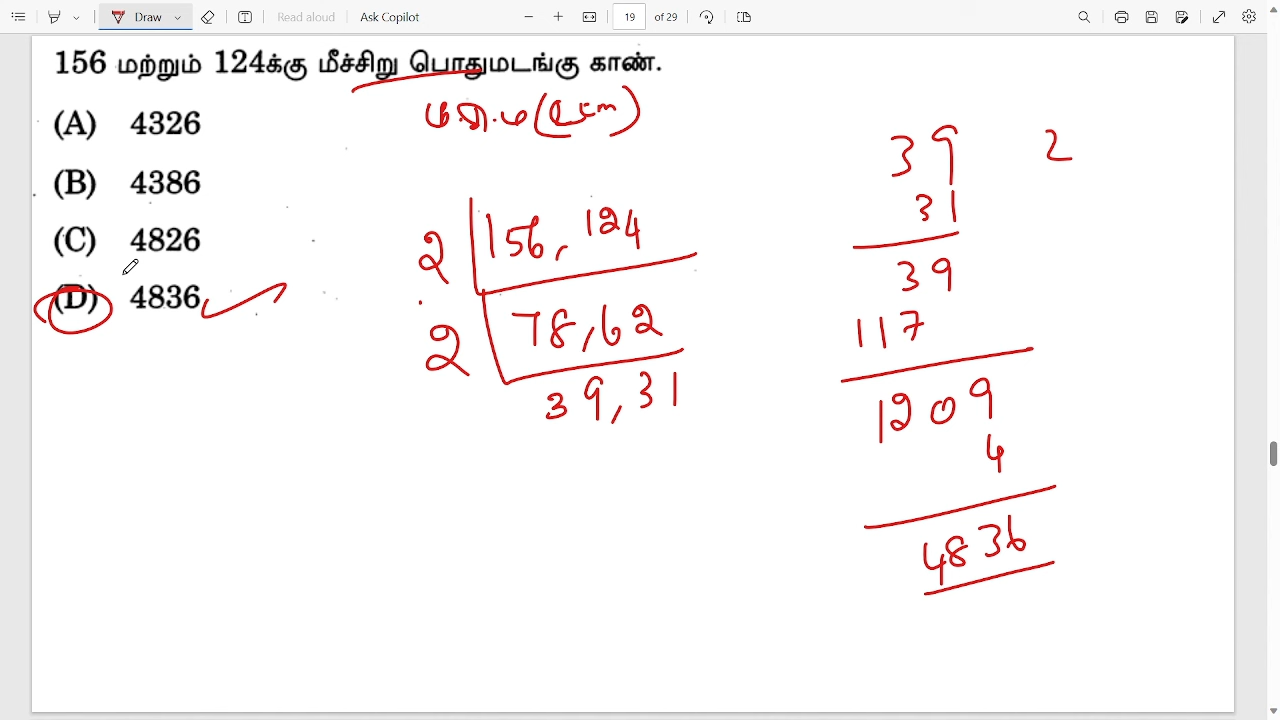 Draw
Read aloud
Ask Copilot
19 of 29
156 மற்றும் 124க்கு மீச்சிறு பொதுமடங்கு காண்.
(A) 4326
(B) 4386
(C) 4826
(D) 4836
மீ.பொ.ம (Lcm)
2 156, 124
2 78, 62
39, 31
39 2
31
39
117
1209
4
4836